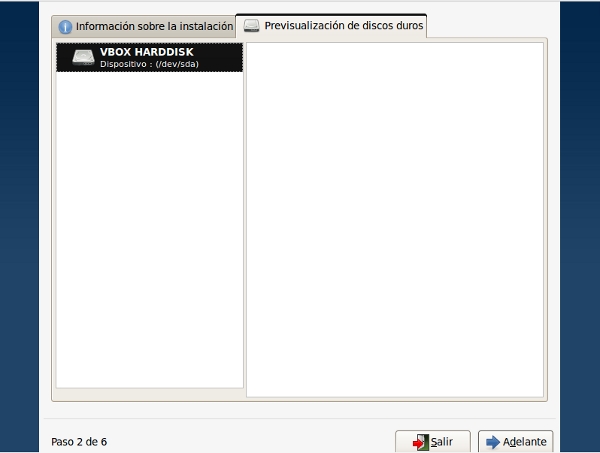 Información sobre la instalación
Previsualización de discos duros
VBOX HARDDISK
Dispositivo : (/dev/sda)
Paso 2 de 6
Salir
Adelante